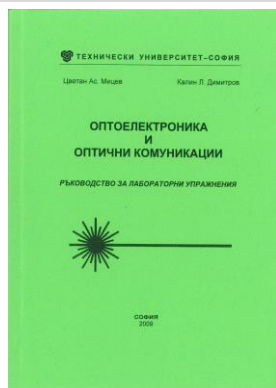 ТЕХНИЧЕСКИ УНИВЕРСИТЕТ-СОФИЯ
Цветан Ас. Мицев Калин Л. Димитров
ОПТОЕЛЕКТРОНИКА
И
ОПТИЧНИ КОМУНИКАЦИИ
РЪКОВОДСТВО ЗА ЛАБОРАТОРНИ УПРАЖНЕНИЯ
СОФИЯ
2009